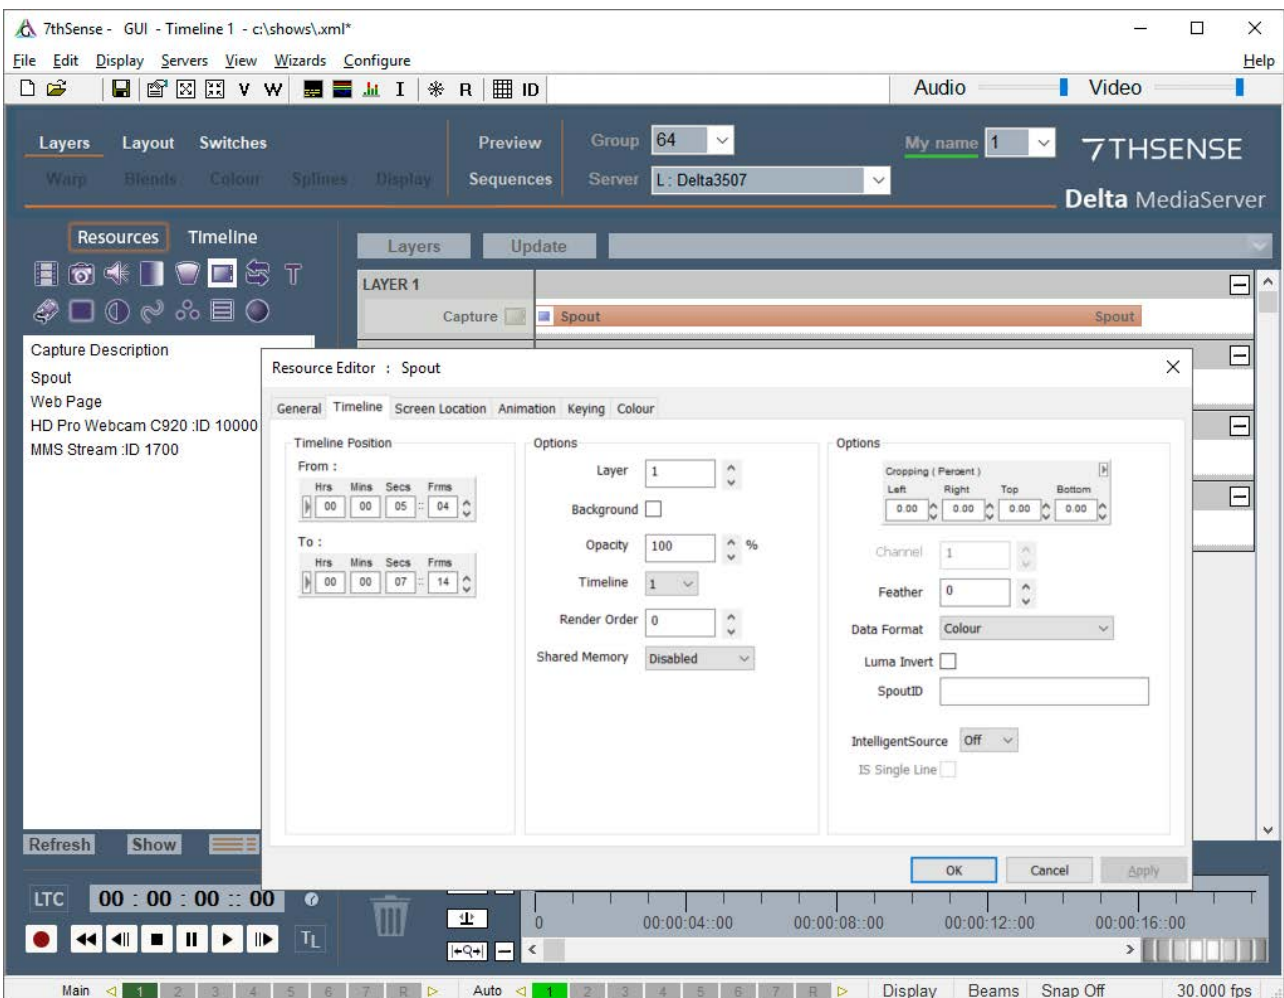 7thSense - GUI - Timeline 1 - c:\shows\.xml*
File Edit Display Servers View Wizards Configure Help
V W I R ID Audio Video
Layers Layout Switches Preview Group 64 My name 1 7THSENSE
Warp Blends Colour Splines Display Sequences Server L : Delta3507
Delta MediaServer
Resources Timeline Layers Update
T
LAYER 1
Capture Spout Spout
Capture Description
Spout
Web Page
HD Pro Webcam C920 :ID 10000
MMS Stream :ID 1700
Resource Editor : Spout
General Timeline Screen Location Animation Keying Colour
Timeline Position
From :
Hrs Mins Secs Frms
00 00 05 :: 04
To :
Hrs Mins Secs Frms
00 00 07 :: 14
Options
Layer 1
Background
Opacity 100 %
Timeline 1
Render Order 0
Shared Memory Disabled
Options
Cropping ( Percent )
Left Right Top Bottom
0.00 0.00 0.00 0.00
Channel 1
Feather 0
Data Format Colour
Luma Invert
SpoutID
IntelligentSource Off
IS Single Line
OK Cancel Apply
Refresh Show
LTC 00 : 00 : 00 :: 00
TL
0 00:00:04::00 00:00:08::00 00:00:12::00 00:00:16::00
Main 1 2 3 4 5 6 7 R Auto 1 2 3 4 5 6 7 R Display Beams Snap Off 30.000 fps